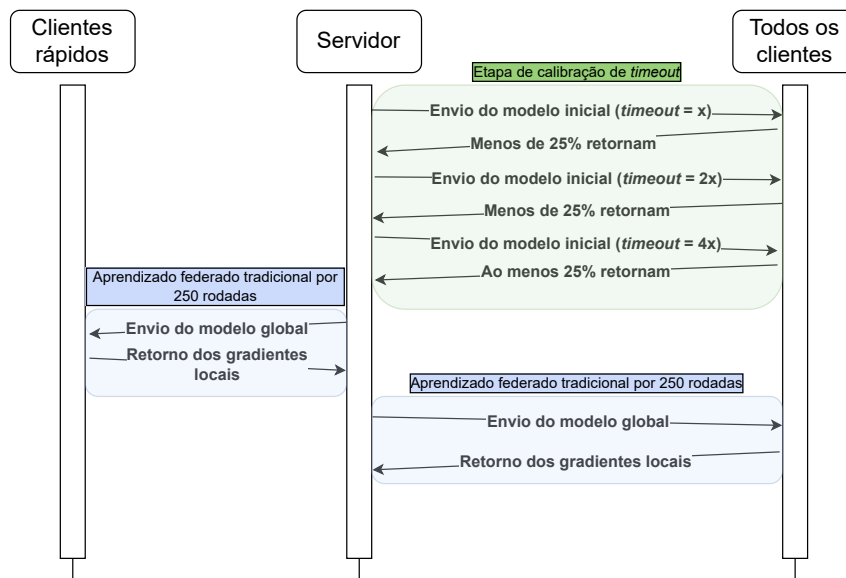 Clientes
rápidos
Servidor
Todos os
clientes
Etapa de calibração de timeout
Envio do modelo inicial (timeout = x)
Menos de 25% retornam
Envio do modelo inicial (timeout = 2x)
Menos de 25% retornam
Envio do modelo inicial (timeout = 4x)
Ao menos 25% retornam
Aprendizado federado tradicional por
250 rodadas
Envio do modelo global
Retorno dos gradientes
locais
Aprendizado federado tradicional por 250 rodadas
Envio do modelo global
Retorno dos gradientes locais